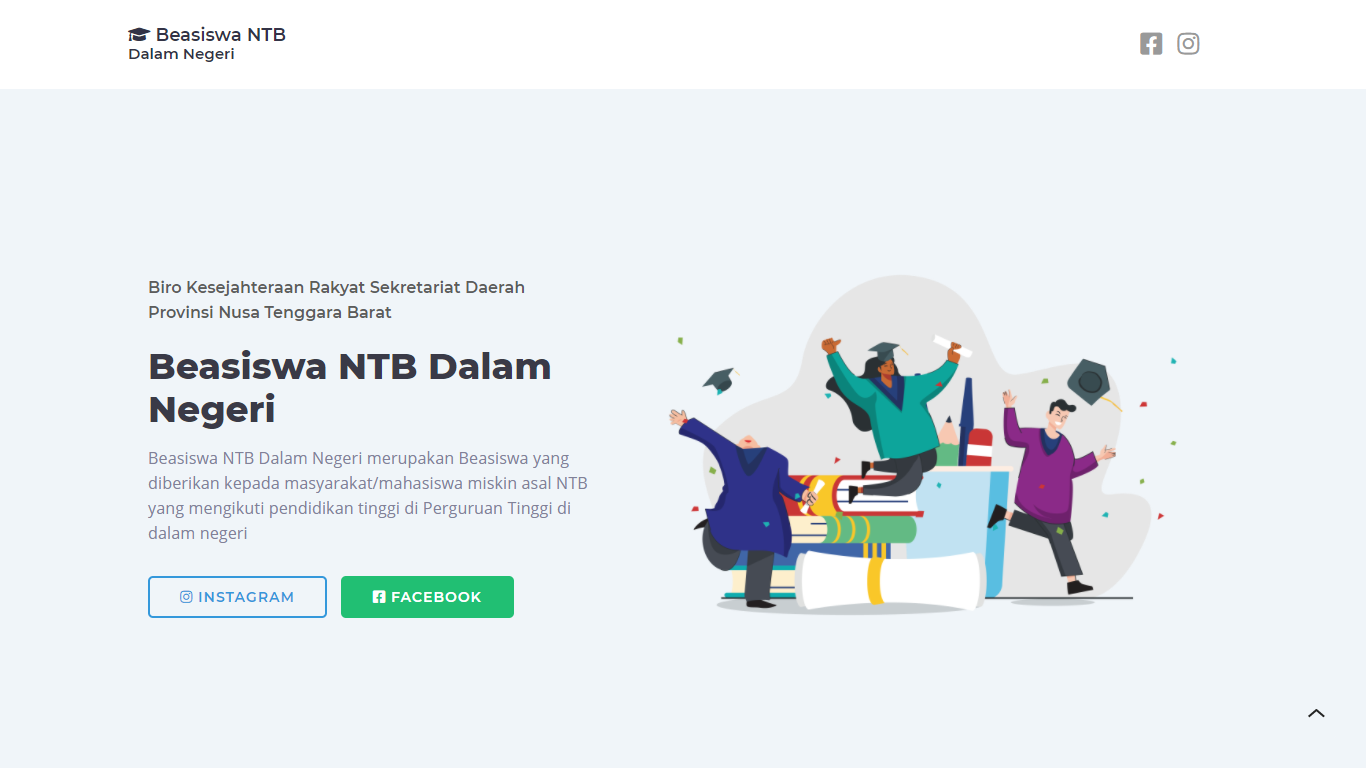 Beasiswa NTB
Dalam Negeri
Biro Kesejahteraan Rakyat Sekretariat Daerah
Provinsi Nusa Tenggara Barat
Beasiswa NTB Dalam
Negeri
Beasiswa NTB Dalam Negeri merupakan Beasiswa yang
diberikan kepada masyarakat/mahasiswa miskin asal NTB
yang mengikuti pendidikan tinggi di Perguruan Tinggi di
dalam negeri
INSTAGRAM
FACEBOOK